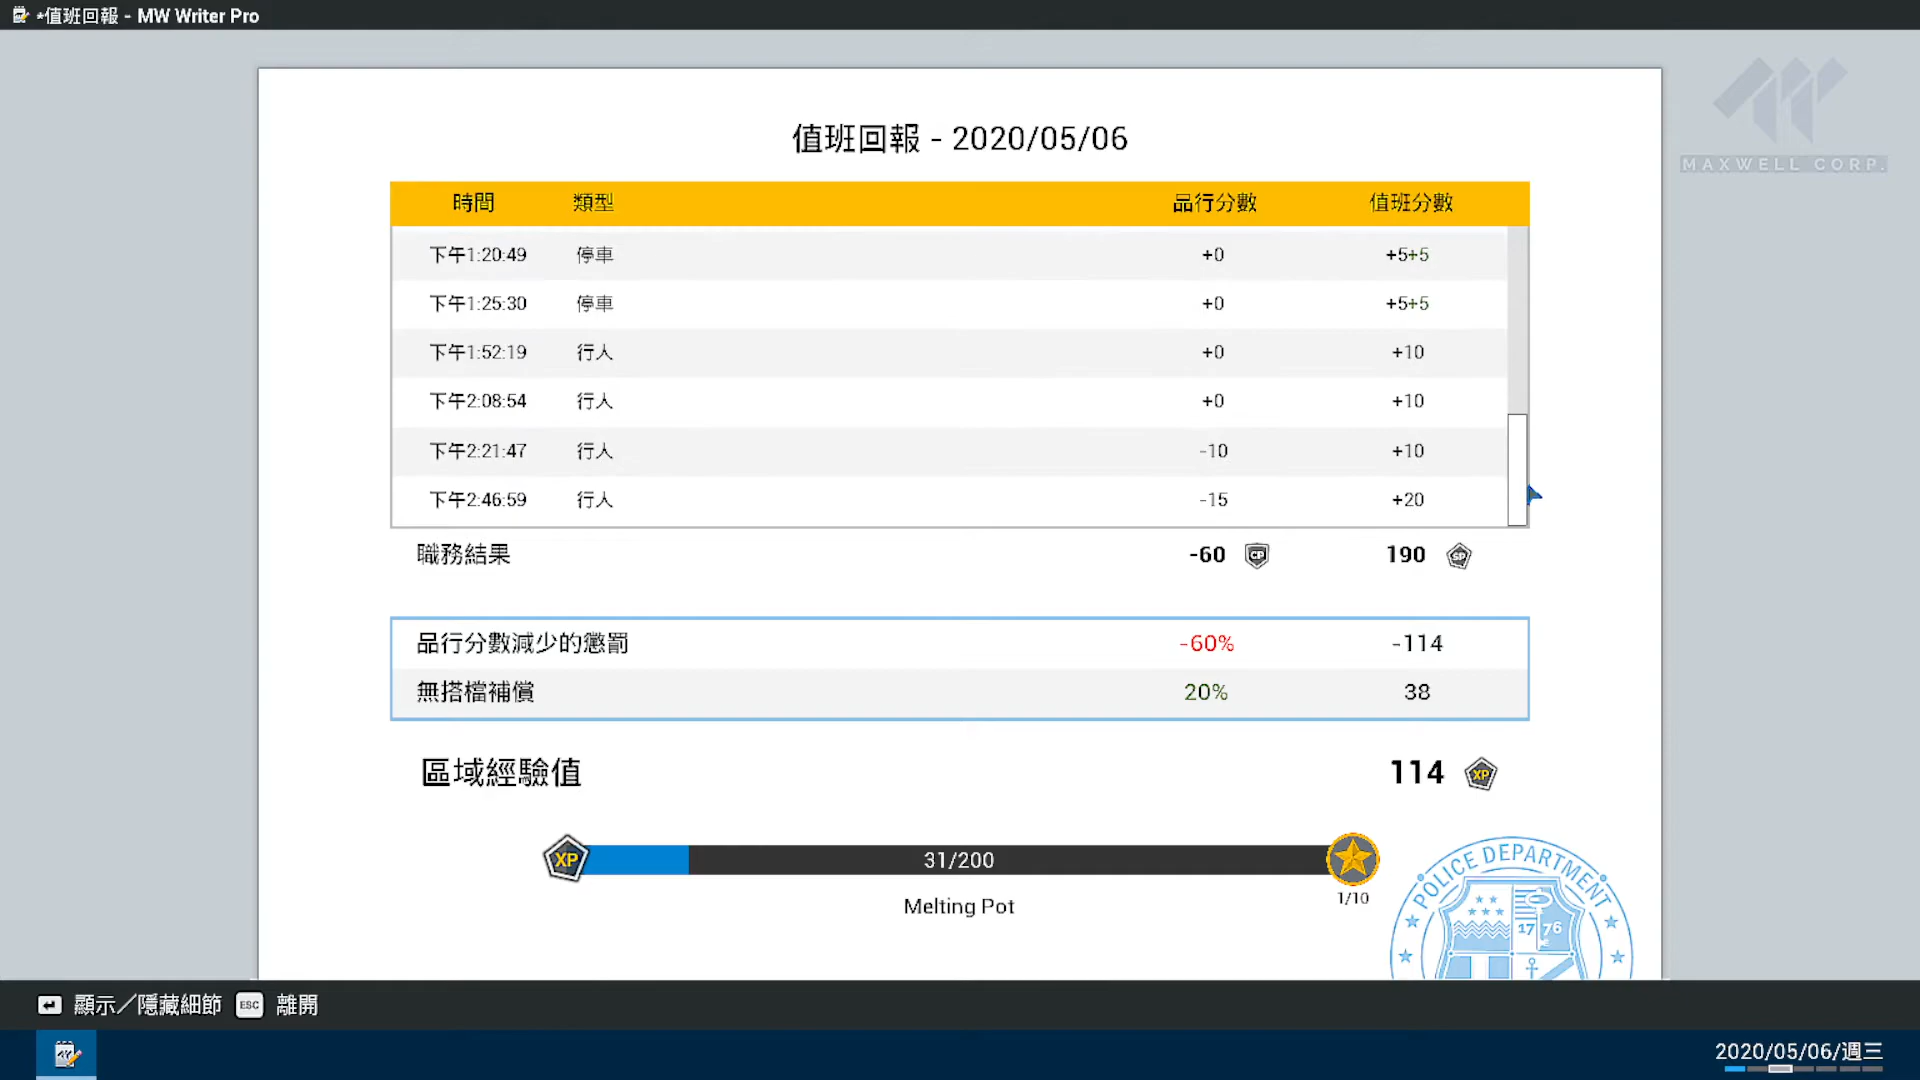 *值班回報 - MW Writer Pro
MAXWELL CORP.
值班回報 - 2020/05/06
時間 類型 品行分數 值班分數
下午1:20:49 停車 +0 +5+5
下午1:25:30 停車 +0 +5+5
下午1:52:19 行人 +0 +10
下午2:08:54 行人 +0 +10
下午2:21:47 行人 -10 +10
下午2:46:59 行人 -15 +20
職務結果 -60 CP 190 SP
品行分數減少的懲罰 -60% -114
無搭檔補償 20% 38
區域經驗值 114 XP
XP 31/200
1/10
Melting Pot
POLICE DEPARTMENT
17 76
顯示／隱藏細節 ESC 離開
2020/05/06/週三